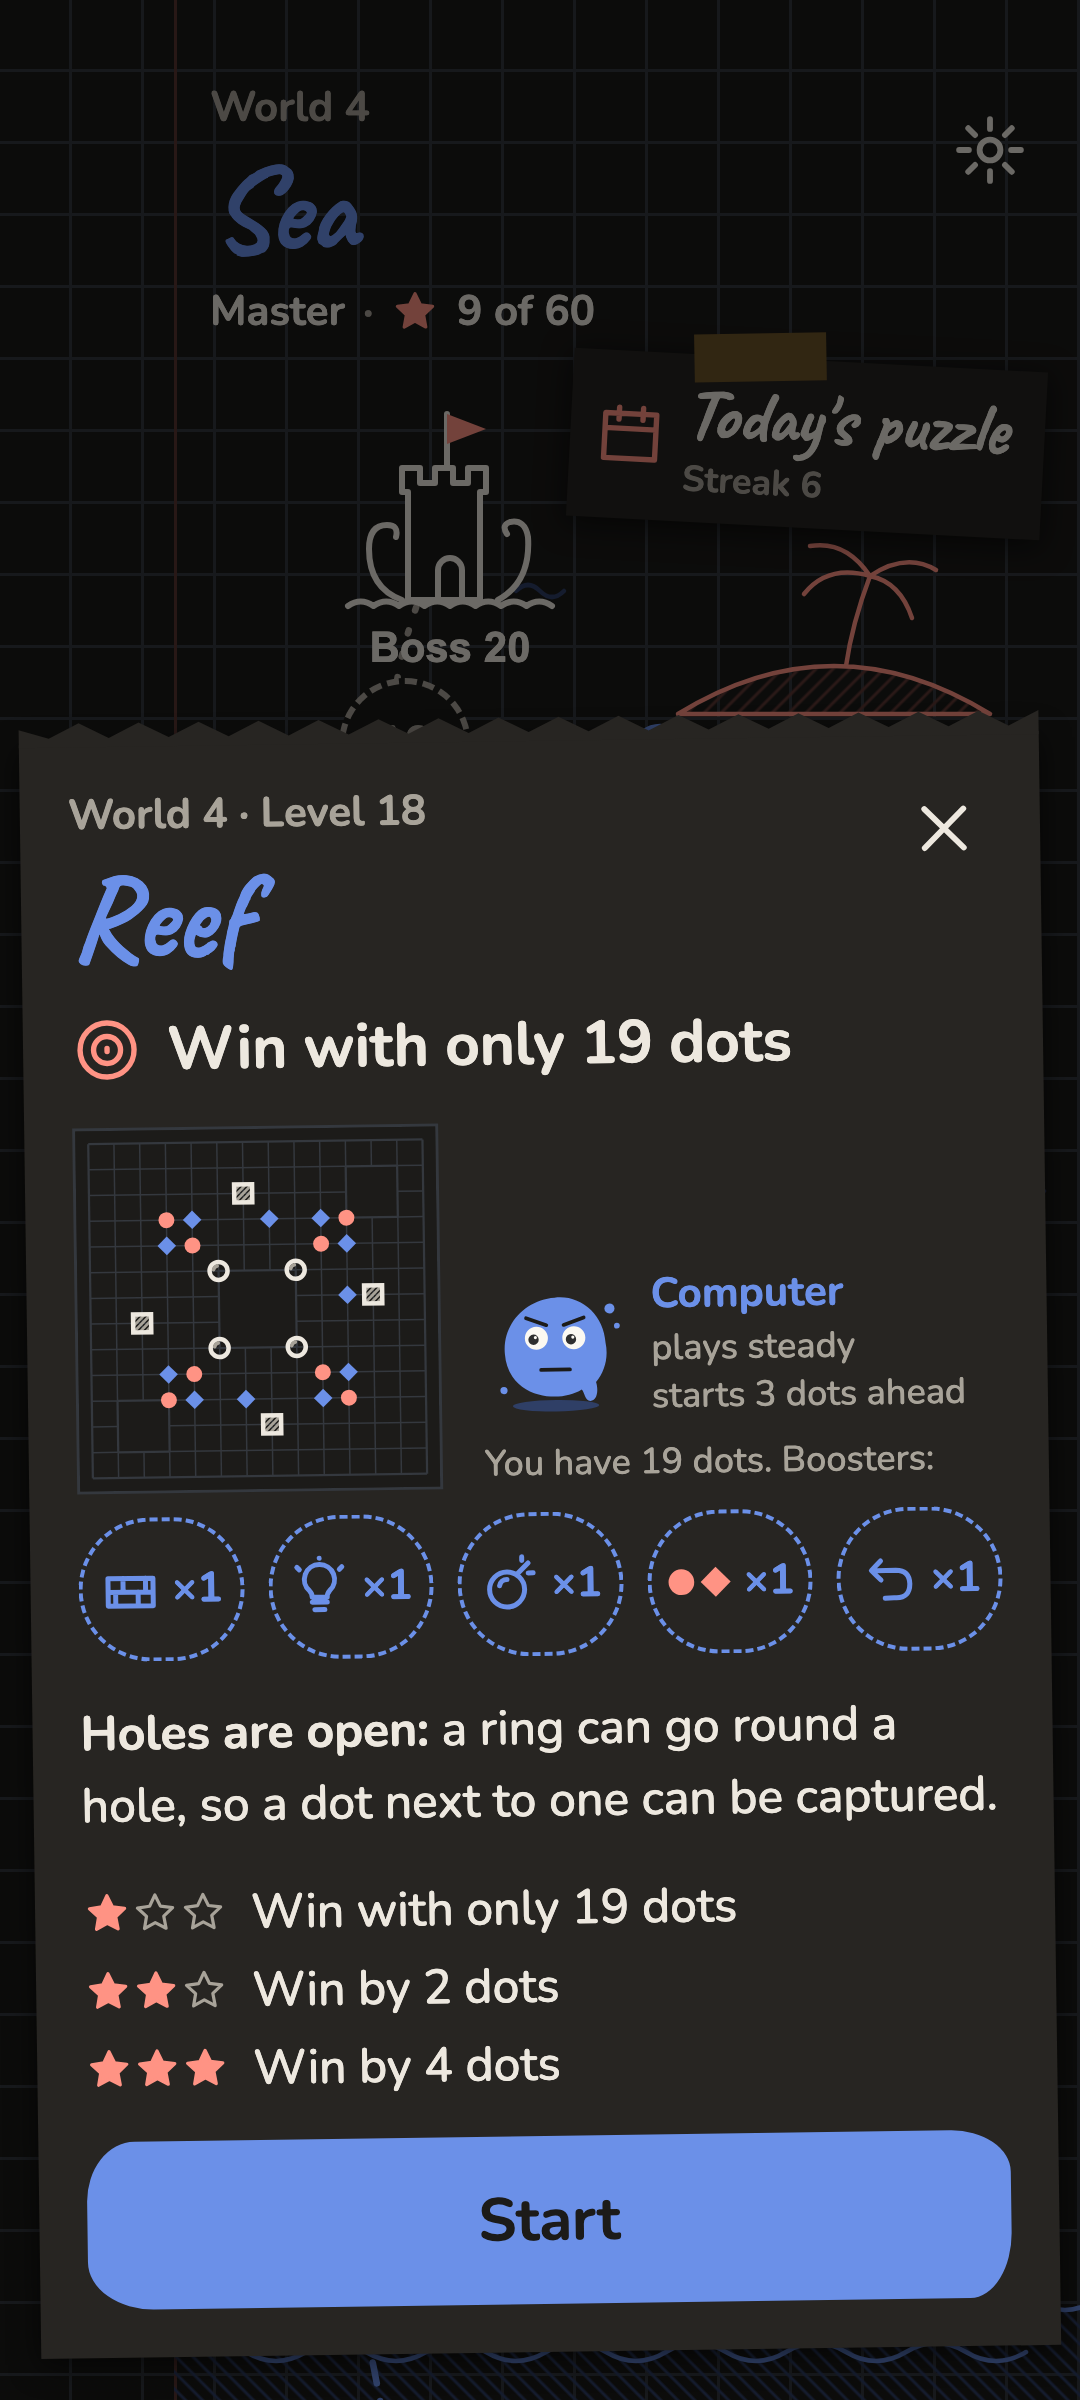 World 4
Sea
Master · 9 of 60
Today's puzzle
Streak 6
Boss 20
World 4 · Level 18
Reef
Win with only 19 dots
Computer
plays steady
starts 3 dots ahead
You have 19 dots. Boosters:
×1 ×1 ×1 ×1 ×1
Holes are open: a ring can go round a
hole, so a dot next to one can be captured.
Win with only 19 dots
Win by 2 dots
Win by 4 dots
Start